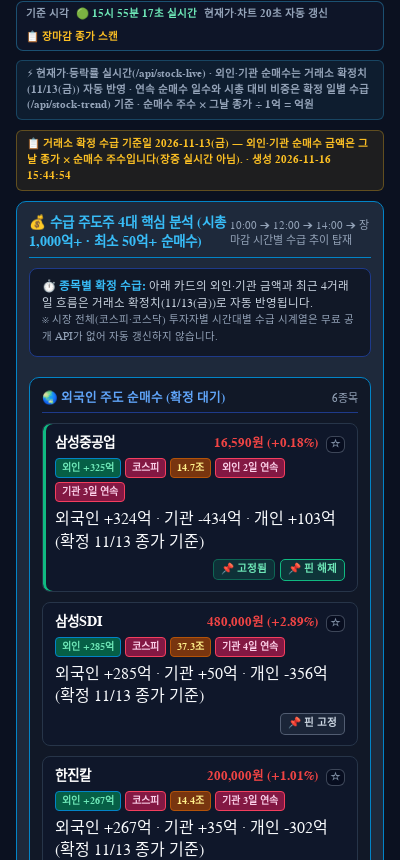 기준 시각 🟢 15시 55분 17초 실시간 현재가·차트 20초 자동 갱신
📋 장마감 종가 스캔
⚡ 현재가·등락률 실시간(/api/stock-live) · 외인·기관 순매수는 거래소 확정치
(11/13(금)) 자동 반영 · 연속 순매수 일수와 시총 대비 비중은 확정 일별 수급
(/api/stock-trend) 기준 · 순매수 주수 × 그날 종가 ÷ 1억 = 억원
📋 거래소 확정 수급 기준일 2026-11-13(금) — 외인·기관 순매수 금액은 그
날 종가 × 순매수 주수입니다(장중 실시간 아님). · 생성 2026-11-16
15:44:54
💰 수급 주도주 4대 핵심 분석 (시총
1,000억+ · 최소 50억+ 순매수)
10:00 → 12:00 → 14:00 → 장
마감 시간별 수급 추이 탑재
⏱ 종목별 확정 수급: 아래 카드의 외인·기관 금액과 최근 4거래
일 흐름은 거래소 확정치(11/13(금))로 자동 반영됩니다.
※ 시장 전체(코스피·코스닥) 투자자별 시간대별 수급 시계열은 무료 공
개 API가 없어 자동 갱신하지 않습니다.
🌏 외국인 주도 순매수 (확정 대기) 6종목
삼성중공업 16,590원 (+0.18%) ☆
외인 +325억 코스피 14.7조 외인 2일 연속
기관 3일 연속
외국인 +324억 · 기관 -434억 · 개인 +103억
(확정 11/13 종가 기준)
📌 고정됨 📌 핀 해제
삼성SDI 480,000원 (+2.89%) ☆
외인 +285억 코스피 37.3조 기관 4일 연속
외국인 +285억 · 기관 +50억 · 개인 -356억
(확정 11/13 종가 기준)
📌 핀 고정
한진칼 200,000원 (+1.01%) ☆
외인 +267억 코스피 14.4조 기관 3일 연속
외국인 +267억 · 기관 +35억 · 개인 -302억
(확정 11/13 종가 기준)